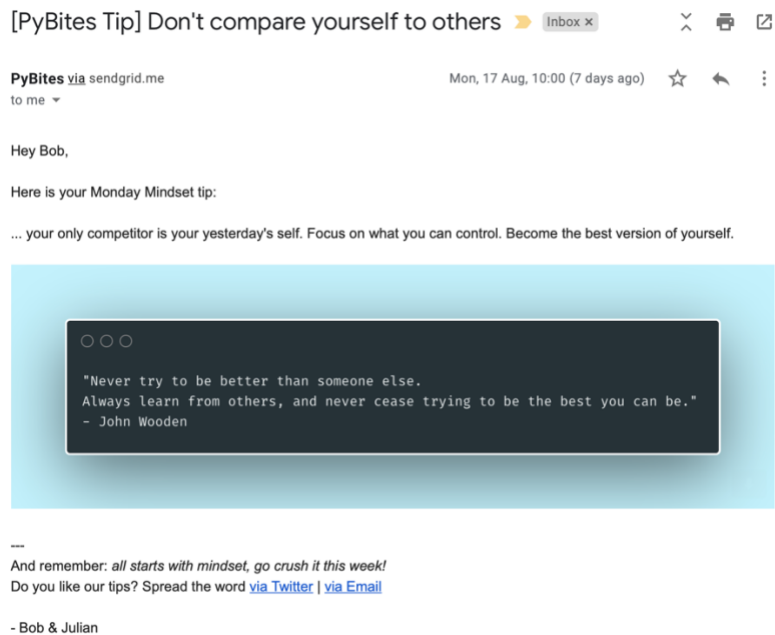 [PyBites Tip] Don't compare yourself to others Inbox ×
PyBites via sendgrid.me Mon, 17 Aug, 10:00 (7 days ago)
to me
Hey Bob,
Here is your Monday Mindset tip:
... your only competitor is your yesterday's self. Focus on what you can control. Become the best version of yourself.
"Never try to be better than someone else.
Always learn from others, and never cease trying to be the best you can be."
- John Wooden
---
And remember: all starts with mindset, go crush it this week!
Do you like our tips? Spread the word via Twitter | via Email
- Bob & Julian